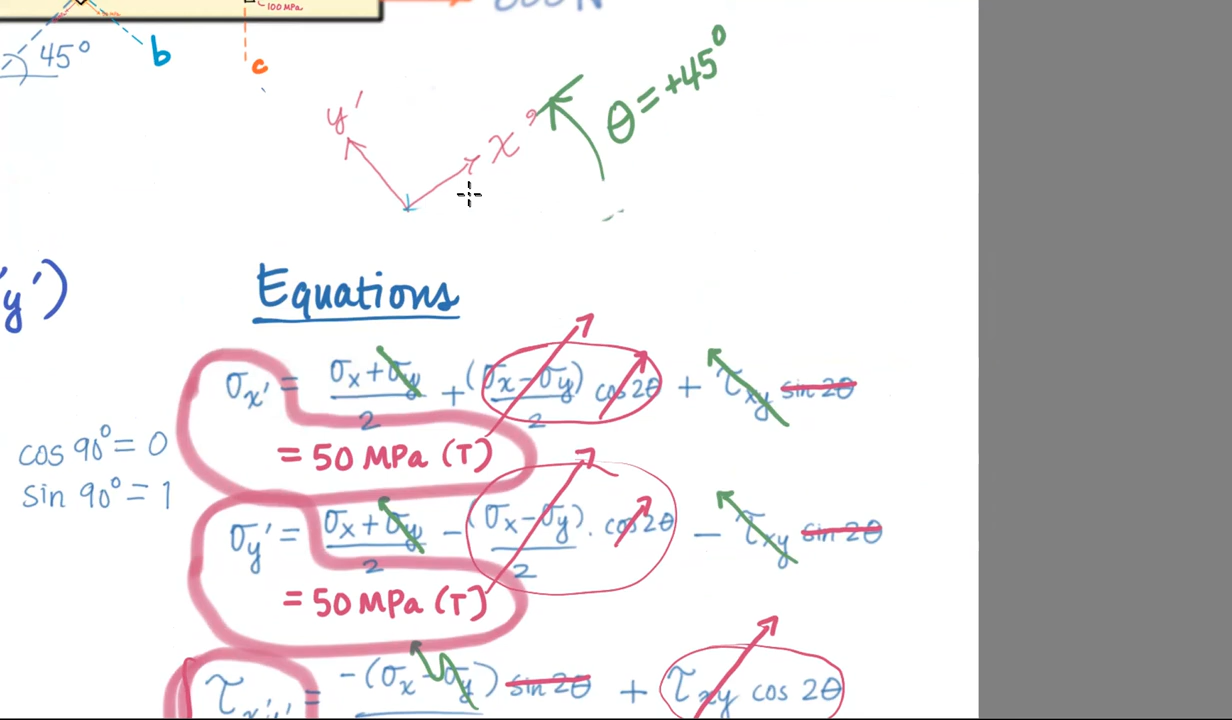 100 MPa
45°
b
c
y'
x
θ = +45°
y')
Equations
σx' = (σx + σy)/2 + (σx − σy)/2 cos 2θ + τxy sin 2θ
= 50 MPa (T)
cos 90° = 0
sin 90° = 1
σy' = (σx + σy)/2 − (σx − σy)/2 · cos 2θ − τxy sin 2θ
= 50 MPa (T)
τx'y' = −(σx − σy) sin 2θ + τxy cos 2θ